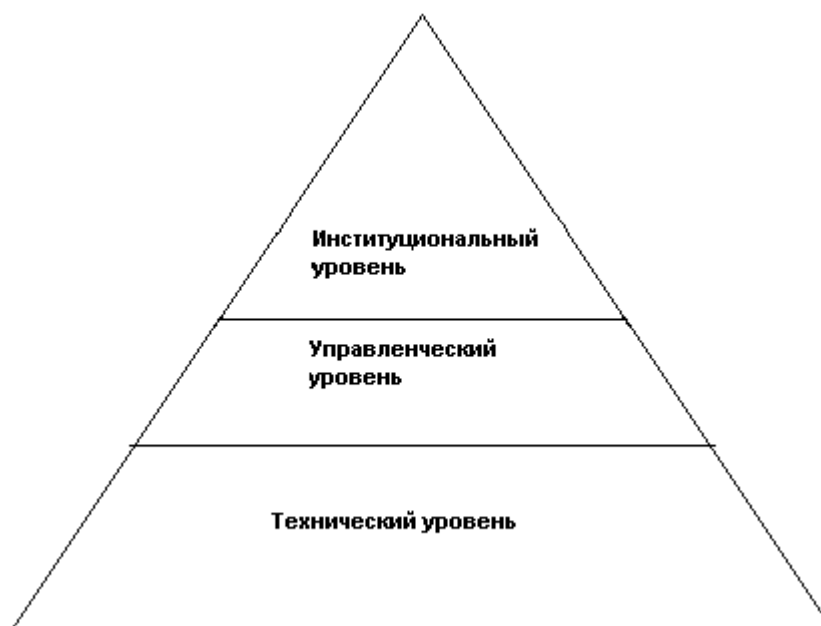 Институциональный
уровень
Управленческий
уровень
Технический уровень